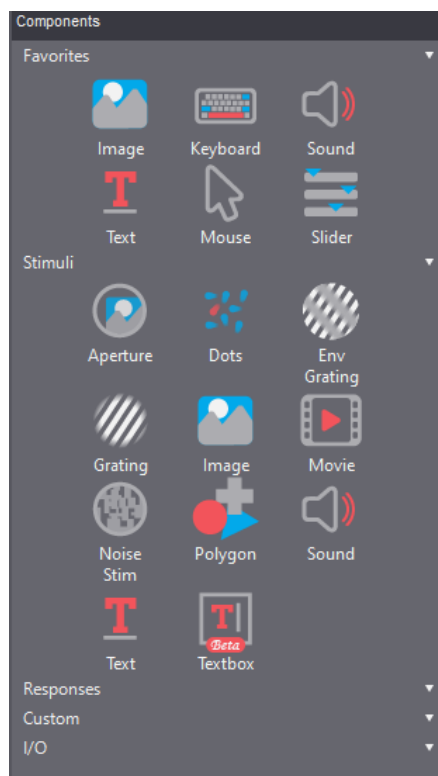 Components
Favorites
Image Keyboard Sound
T
Text Mouse Slider
Stimuli
Aperture Dots Env
Grating
Grating Image Movie
Noise
Stim Polygon Sound
T T
Beta
Text Textbox
Responses
Custom
I/O